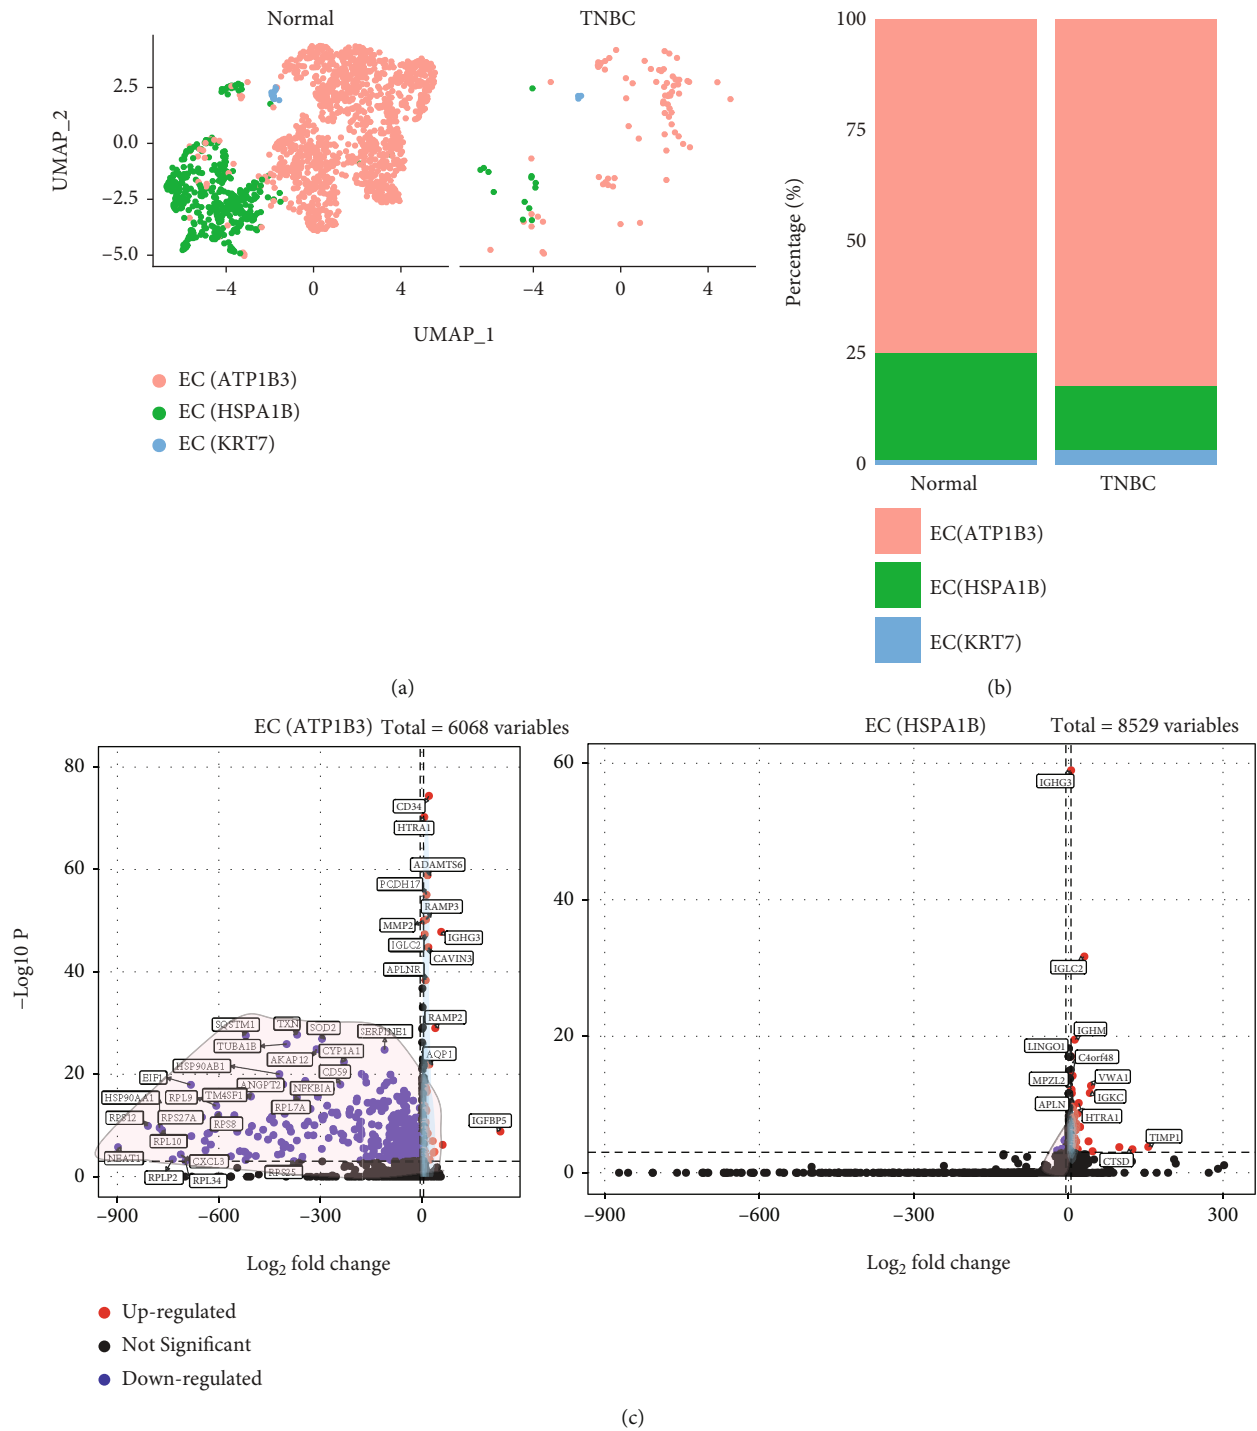 Normal
TNBC
UMAP_2
2.5
0.0
−2.5
−5.0
−4
0
4
−4
0
4
UMAP_1
EC (ATP1B3)
EC (HSPA1B)
EC (KRT7)
(a)
Percentage (%)
100
75
50
25
0
Normal
TNBC
EC(ATP1B3)
EC(HSPA1B)
EC(KRT7)
(b)
EC (ATP1B3)
Total = 6068 variables
−Log10 P
80
60
40
20
0
CD34
HTRA1
ADAMTS6
PCDH17
RAMP3
MMP2
IGHG3
IGLC2
CAVIN3
APLNR
RAMP2
SQSTM1
TXN
SOD2
SERPINE1
TUBA1B
AKAP12
CYP1A1
AQP1
HSP90AB1
CD59
EIF1
ANGPT2
NFKBIA
HSP90AA1
RPL9
TM4SF1
RPL7A
RPS12
RPS27A
RPS8
IGFBP5
RPL10
NEAT1
CXCL3
RPS25
RPLP2
RPL34
−900
−600
−300
0
Log2 fold change
EC (HSPA1B)
Total = 8529 variables
60
40
20
0
IGHG3
IGLC2
IGHM
LINGO1
C4orf48
MPZL2
VWA1
APLN
IGKC
HTRA1
TIMP1
CTSD
−900
−600
−300
0
300
Log2 fold change
Up-regulated
Not Significant
Down-regulated
(c)